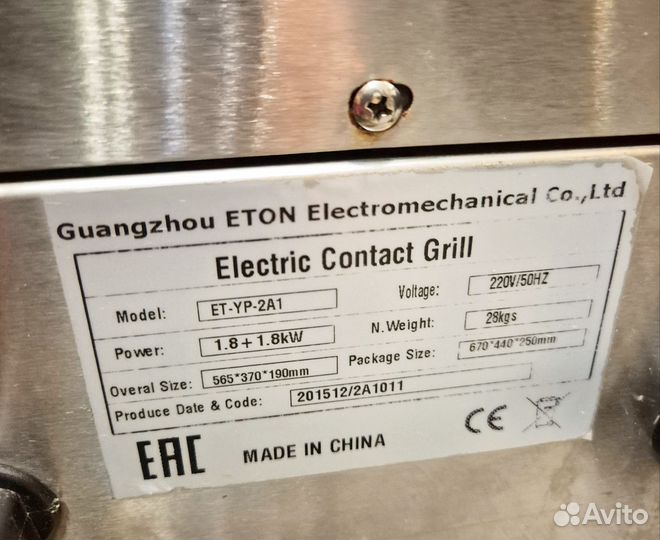 Guangzhou ETON Electromechanical Co.,Ltd
Electric Contact Grill
Model: ET-YP-2A1 Voltage: 220V/50HZ
Power: 1.8+1.8kW N.Weight: 28kgs
Overal Size: 565*370*190mm Package Size: 670*440*250mm
Produce Date & Code: 201512/2A1011
EAC MADE IN CHINA CE
Avito